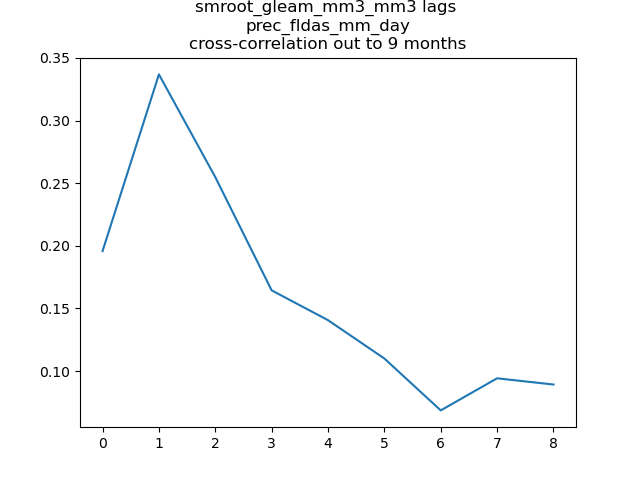 smroot_gleam_mm3_mm3 lags
prec_fldas_mm_day
cross-correlation out to 9 months
0.35
0.30
0.25
0.20
0.15
0.10
0 1 2 3 4 5 6 7 8